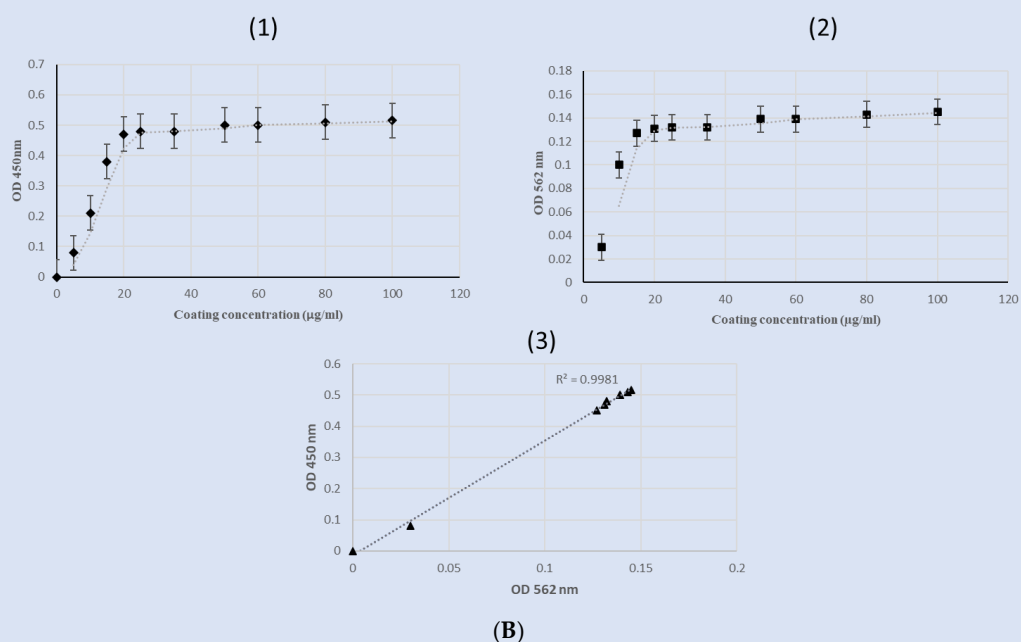 (1)
0.7
0.6
0.5
0.4
0.3
0.2
0.1
0
OD 450nm
0 20 40 60 80 100 120
Coating concentration (µg/ml)
(2)
0.18
0.16
0.14
0.12
0.1
0.08
0.06
0.04
0.02
0
OD 562 nm
0 20 40 60 80 100 120
Coating concentration (µg/ml)
(3)
0.6
0.5
0.4
0.3
0.2
0.1
0
R² = 0.9981
OD 450 nm
0 0.05 0.1 0.15 0.2
OD 562 nm
(B)